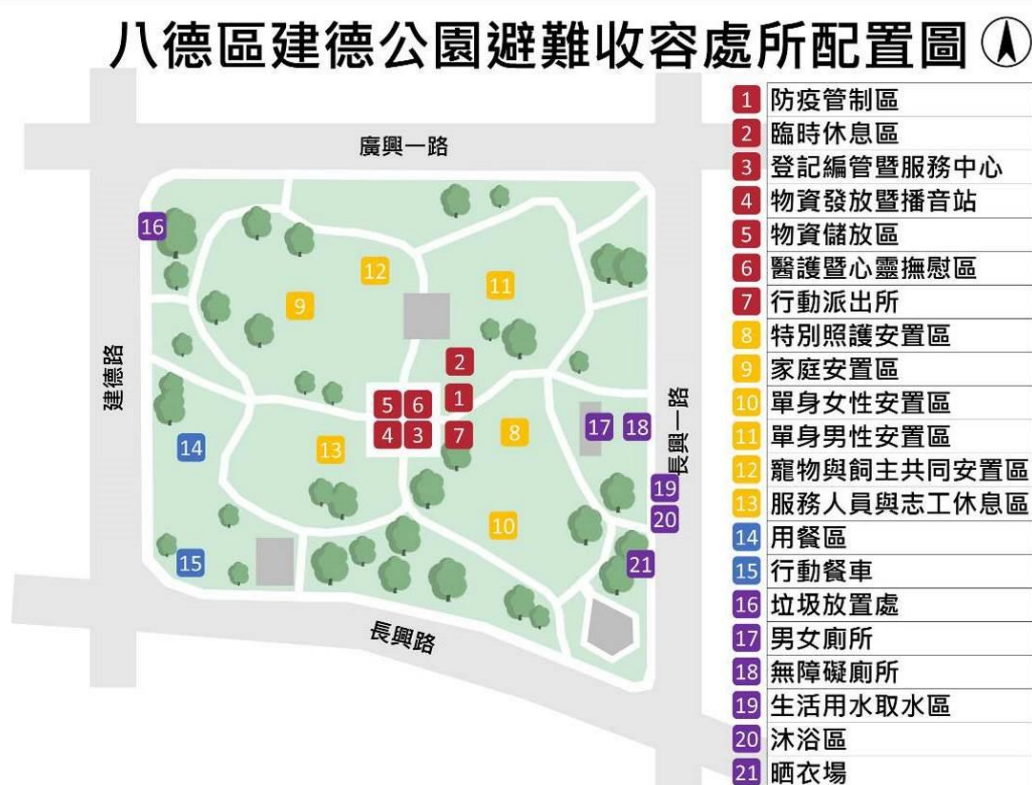 八德區建德公園避難收容處所配置圖
廣興一路
建德路
長興一路
長興路
16
12
11
9
2
5
6
1
4
3
7
8
13
14
17
18
19
20
10
15
21
1 防疫管制區
2 臨時休息區
3 登記編管暨服務中心
4 物資發放暨播音站
5 物資儲放區
6 醫護暨心靈撫慰區
7 行動派出所
8 特別照護安置區
9 家庭安置區
10 單身女性安置區
11 單身男性安置區
12 寵物與飼主共同安置區
13 服務人員與志工休息區
14 用餐區
15 行動餐車
16 垃圾放置處
17 男女廁所
18 無障礙廁所
19 生活用水取水區
20 沐浴區
21 晒衣場